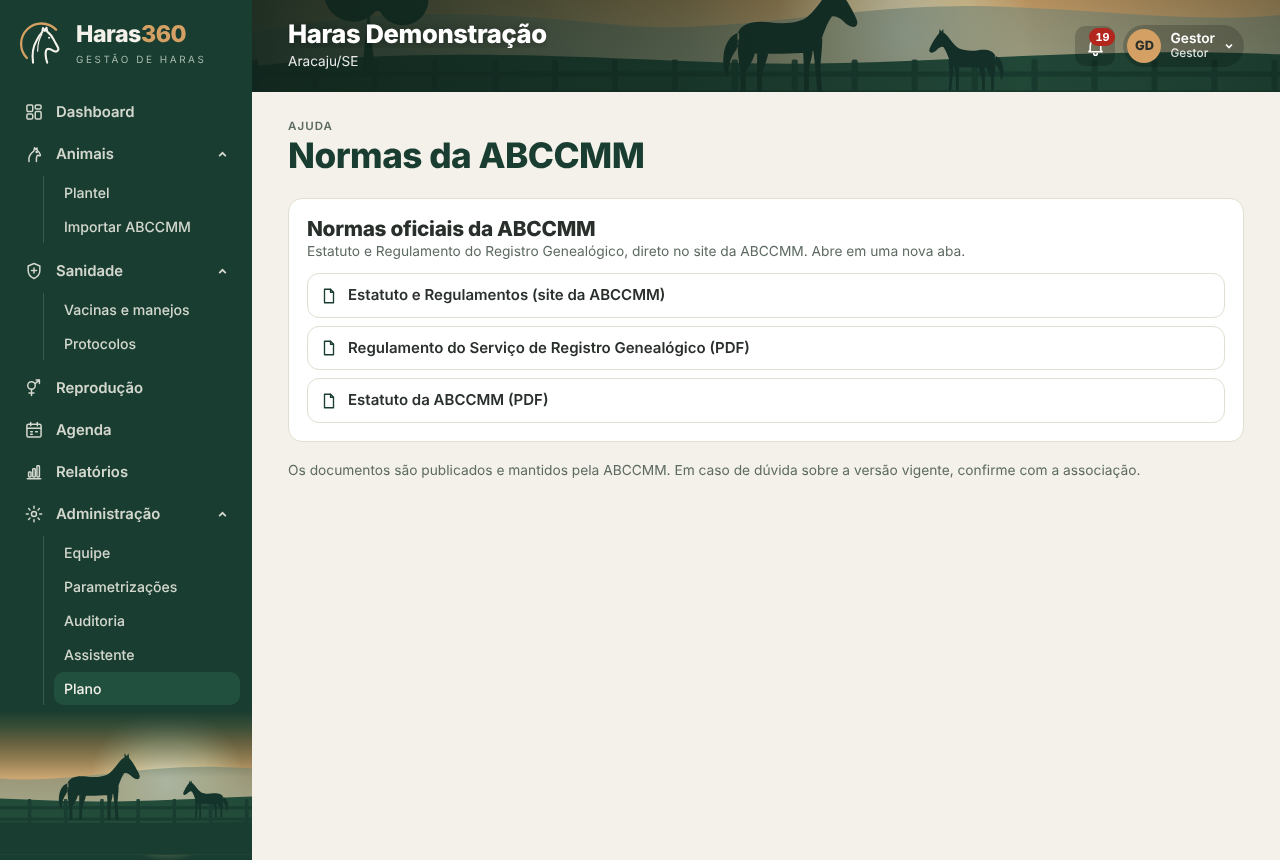 Haras360
GESTÃO DE HARAS
Dashboard
Animais
Plantel
Importar ABCCMM
Sanidade
Vacinas e manejos
Protocolos
Reprodução
Agenda
Relatórios
Administração
Equipe
Parametrizações
Auditoria
Assistente
Plano
Haras Demonstração
Aracaju/SE
19
GD
Gestor
Gestor
AJUDA
Normas da ABCCMM
Normas oficiais da ABCCMM
Estatuto e Regulamento do Registro Genealógico, direto no site da ABCCMM. Abre em uma nova aba.
Estatuto e Regulamentos (site da ABCCMM)
Regulamento do Serviço de Registro Genealógico (PDF)
Estatuto da ABCCMM (PDF)
Os documentos são publicados e mantidos pela ABCCMM. Em caso de dúvida sobre a versão vigente, confirme com a associação.